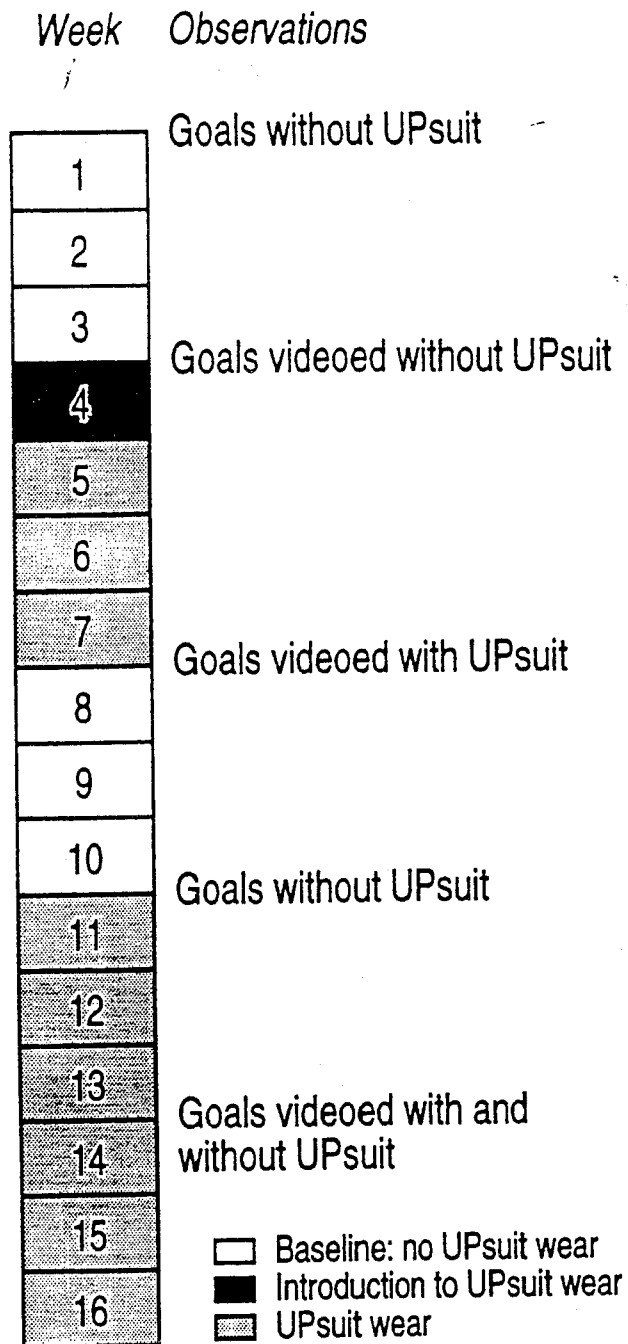 Week Observations
Goals without UPsuit
1
2
3
Goals videoed without UPsuit
4
5
6
7
Goals videoed with UPsuit
8
9
10
Goals without UPsuit
11
12
13
Goals videoed with and
without UPsuit
14
15
16
Baseline: no UPsuit wear
Introduction to UPsuit wear
UPsuit wear